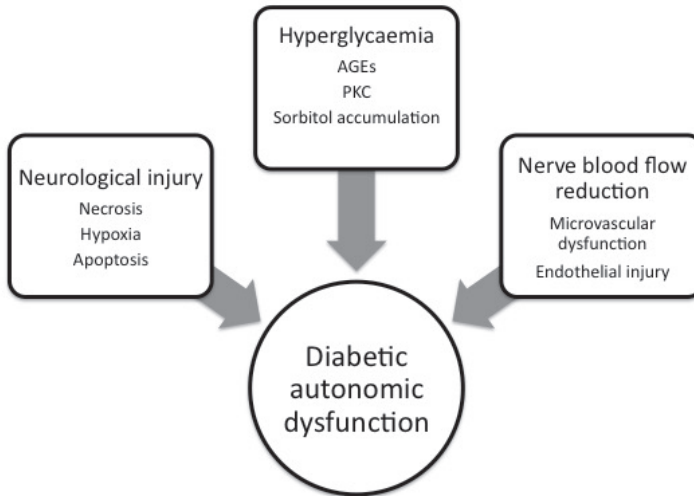 Hyperglycaemia
AGEs
PKC
Sorbitol accumulation
Neurological injury
Necrosis
Hypoxia
Apoptosis
Nerve blood flow
reduction
Microvascular
dysfunction
Endothelial injury
Diabetic
autonomic
dysfunction